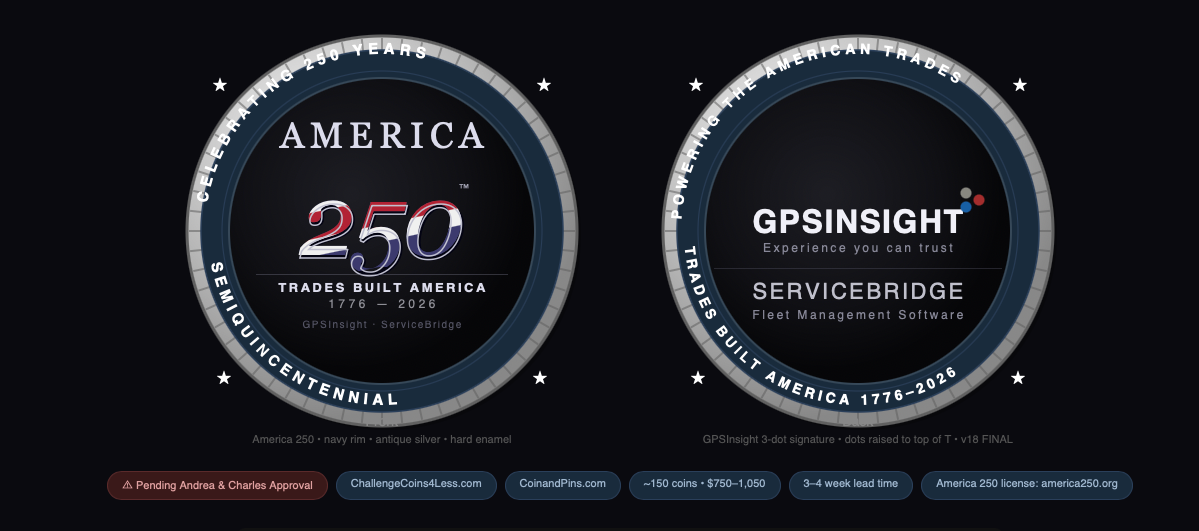 CELEBRATING 250 YEARS
AMERICA
250™
TRADES BUILT AMERICA
1776 — 2026
GPSInsight · ServiceBridge
SEMIQUINCENTENNIAL
POWERING THE AMERICAN TRADES
GPSINSIGHT
Experience you can trust
SERVICEBRIDGE
Fleet Management Software
TRADES BUILT AMERICA 1776–2026
America 250 • navy rim • antique silver • hard enamel
GPSInsight 3-dot signature • dots raised to top of T • v18 FINAL
⚠ Pending Andrea & Charles Approval
ChallengeCoins4Less.com
CoinandPins.com
~150 coins • $750–1,050
3–4 week lead time
America 250 license: america250.org